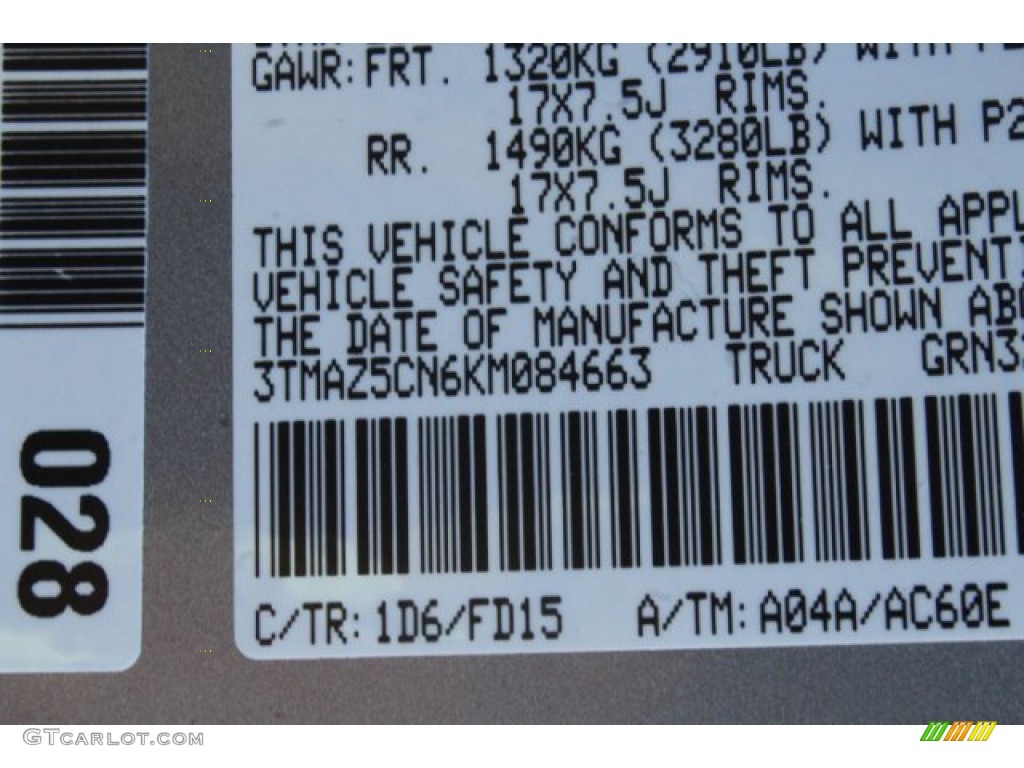 GAWR: FRT. 1320KG (2910LB) WITH
17X7.5J RIMS.
RR. 1490KG (3280LB) WITH P2
17X7.5J RIMS.
THIS VEHICLE CONFORMS TO ALL APPL
VEHICLE SAFETY AND THEFT PREVENTI
THE DATE OF MANUFACTURE SHOWN ABO
3TMAZ5CN6KM084663 TRUCK GRN3
C/TR: 1D6/FD15 A/TM: A04A/AC60E
028
GTCARLOT.COM